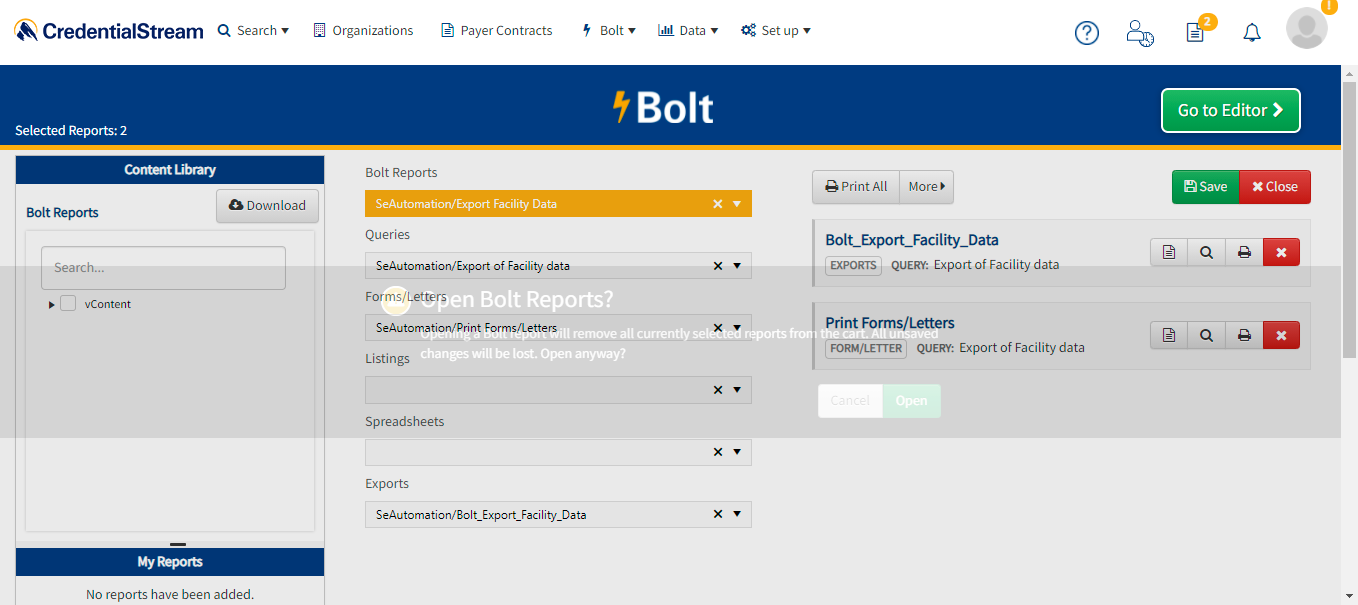 CredentialStream Search Organizations Payer Contracts Bolt Data Set up ? 2 !
Bolt
Go to Editor
Selected Reports: 2
Content Library
Bolt Reports
Download
Search...
vContent
My Reports
No reports have been added.
Bolt Reports
SeAutomation/Export Facility Data
Queries
SeAutomation/Export of Facility data
Forms/Letters
SeAutomation/Print Forms/Letters
Listings
Spreadsheets
Exports
SeAutomation/Bolt_Export_Facility_Data
Open Bolt Reports?
Opening a Bolt report will remove all currently selected reports from the cart. All unsaved
changes will be lost. Open anyway?
Cancel Open
Print All More
Save Close
Bolt_Export_Facility_Data
EXPORTS QUERY: Export of Facility data
Print Forms/Letters
FORM/LETTER QUERY: Export of Facility data